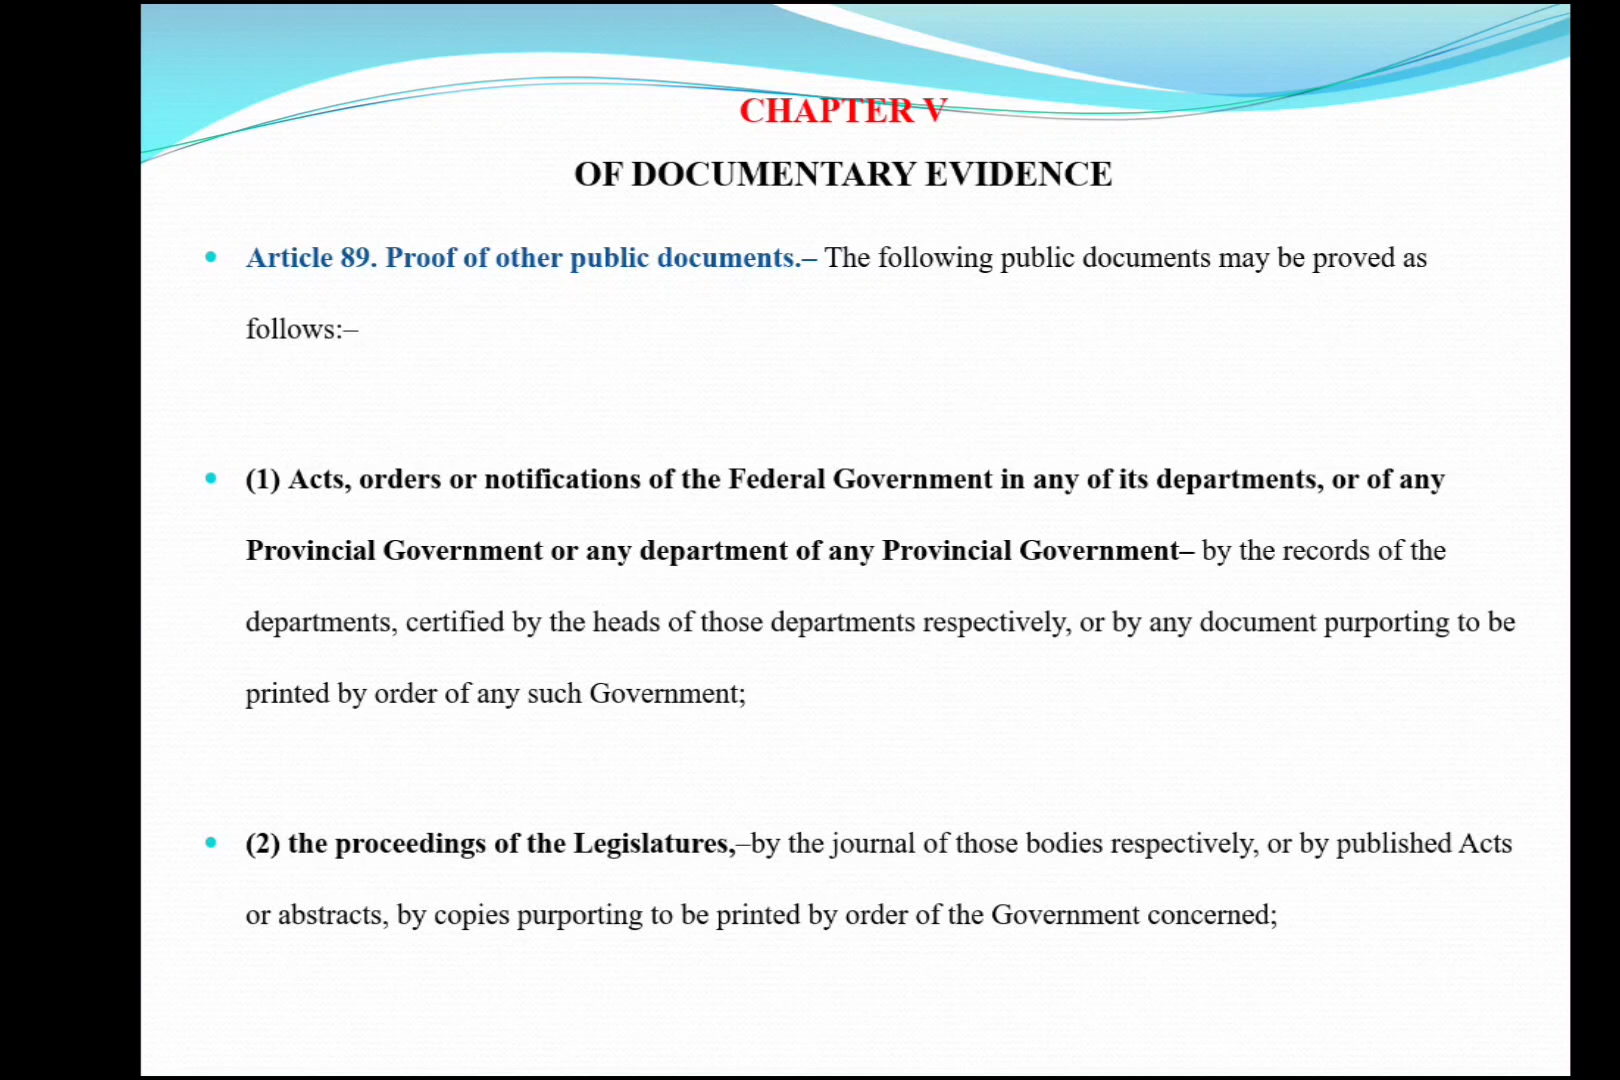 CHAPTER V
OF DOCUMENTARY EVIDENCE
• Article 89. Proof of other public documents.– The following public documents may be proved as
follows:–
• (1) Acts, orders or notifications of the Federal Government in any of its departments, or of any
Provincial Government or any department of any Provincial Government– by the records of the
departments, certified by the heads of those departments respectively, or by any document purporting to be
printed by order of any such Government;
• (2) the proceedings of the Legislatures,–by the journal of those bodies respectively, or by published Acts
or abstracts, by copies purporting to be printed by order of the Government concerned;